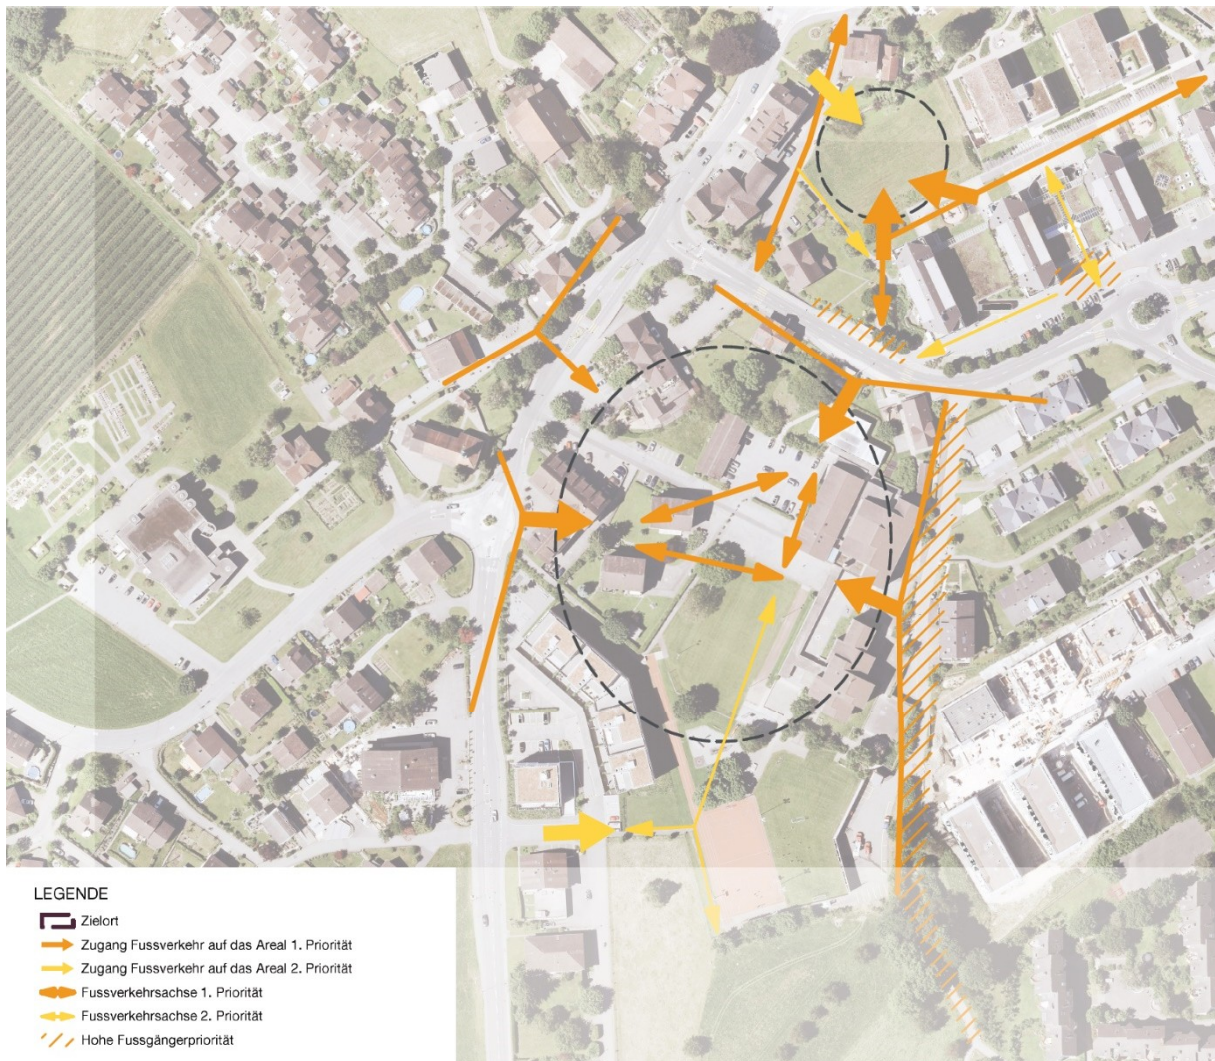 LEGENDE
Zielort
Zugang Fussverkehr auf das Areal 1. Priorität
Zugang Fussverkehr auf das Areal 2. Priorität
Fussverkehrsachse 1. Priorität
Fussverkehrsachse 2. Priorität
Hohe Fussgängerpriorität